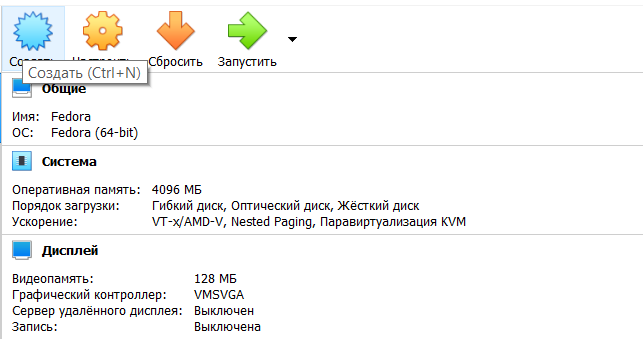 Создать Настроить Сбросить Запустить
Создать (Ctrl+N)
Общие
Имя: Fedora
ОС: Fedora (64-bit)
Система
Оперативная память: 4096 МБ
Порядок загрузки: Гибкий диск, Оптический диск, Жёсткий диск
Ускорение: VT-x/AMD-V, Nested Paging, Паравиртуализация KVM
Дисплей
Видеопамять: 128 МБ
Графический контроллер: VMSVGA
Сервер удалённого дисплея: Выключен
Запись: Выключена